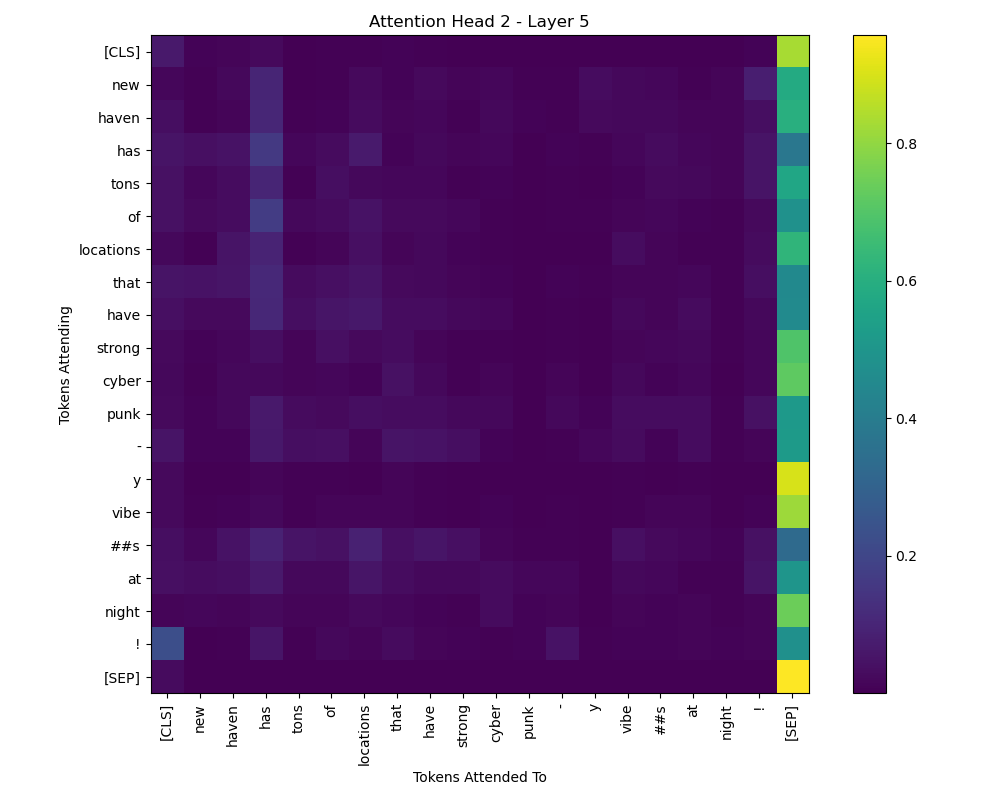 Attention Head 2 - Layer 5
[CLS]
new
haven
has
tons
of
locations
that
have
strong
cyber
punk
-
y
vibe
##s
at
night
!
[SEP]
Tokens Attending
[CLS]
new
haven
has
tons
of
locations
that
have
strong
cyber
punk
-
y
vibe
##s
at
night
!
[SEP]
Tokens Attended To
0.8
0.6
0.4
0.2